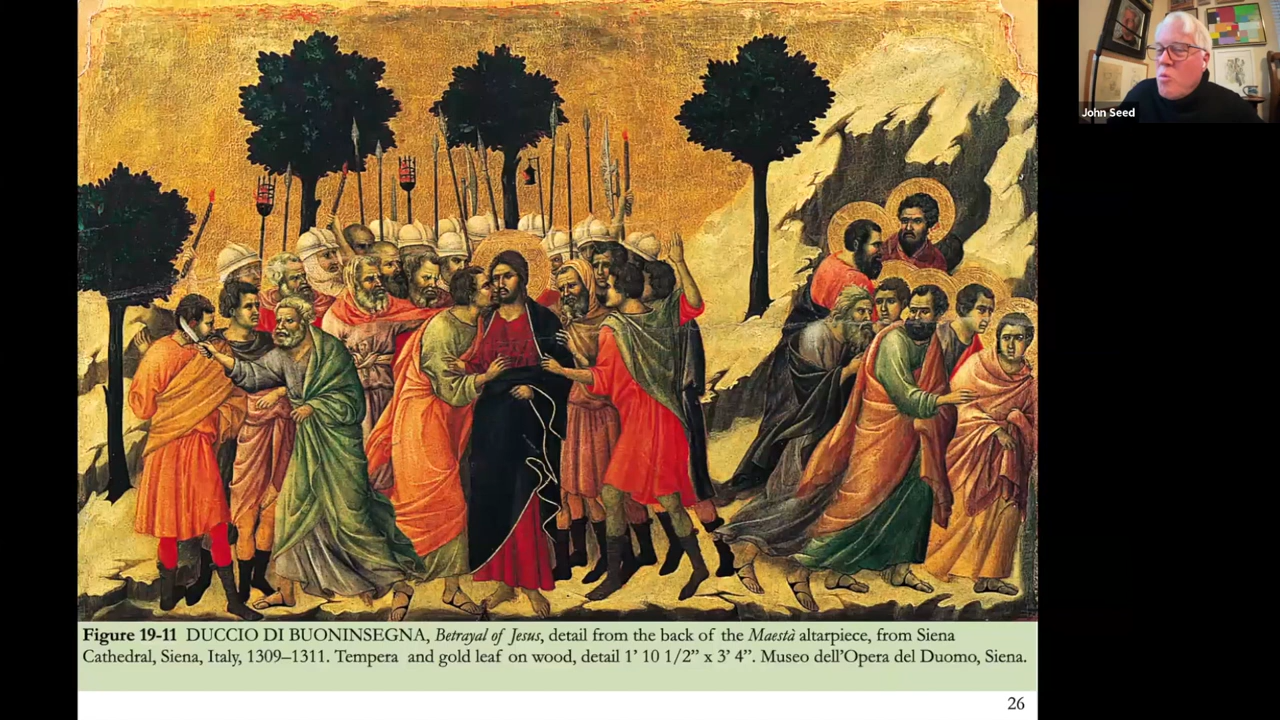 John Seed
Figure 19-11 DUCCIO DI BUONINSEGNA, Betrayal of Jesus, detail from the back of the Maestà altarpiece, from Siena
Cathedral, Siena, Italy, 1309–1311. Tempera and gold leaf on wood, detail 1’ 10 1/2” x 3’ 4”. Museo dell’Opera del Duomo, Siena.
26